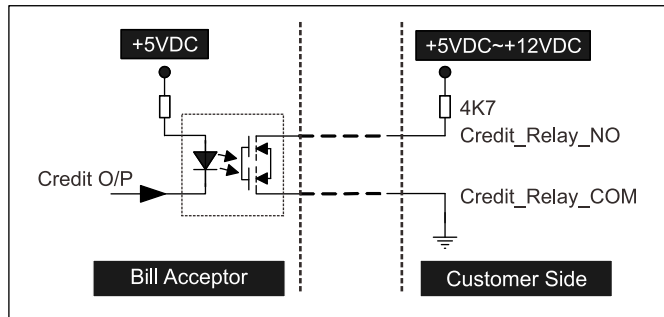 +5VDC
+5VDC~+12VDC
4K7
Credit_Relay_NO
Credit O/P
Credit_Relay_COM
Bill Acceptor
Customer Side